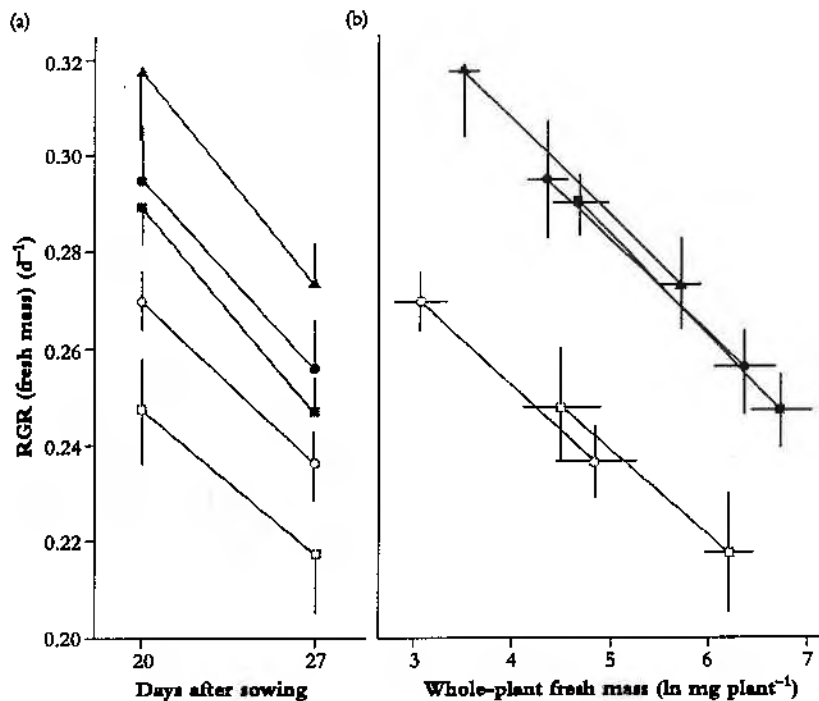 (a)
(b)
RGR (fresh mass) (d⁻¹)
0.32
0.30
0.28
0.26
0.24
0.22
0.20
20
27
Days after sowing
3
4
5
6
7
Whole-plant fresh mass (ln mg plant⁻¹)